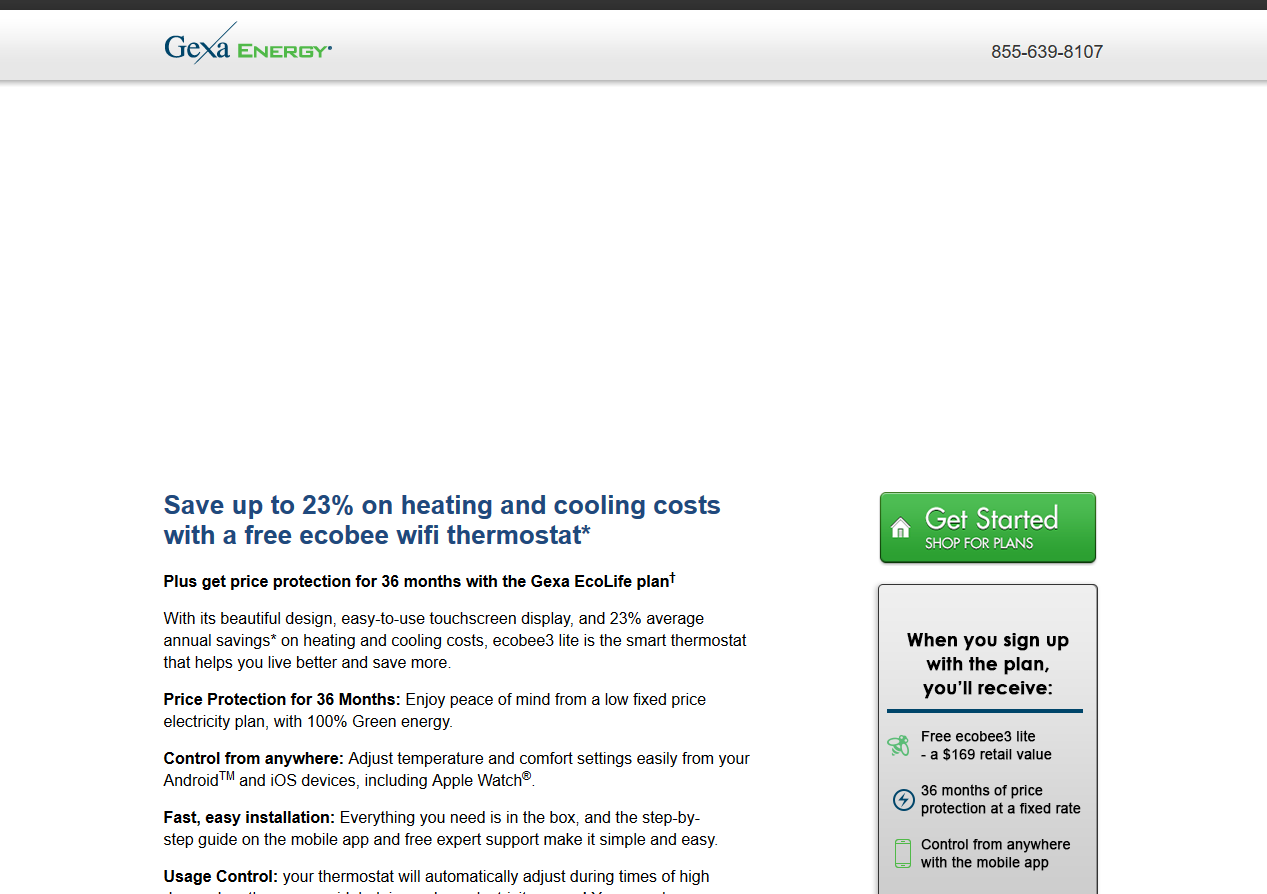 Gexa ENERGY
855-639-8107
Save up to 23% on heating and cooling costs
with a free ecobee wifi thermostat*
Plus get price protection for 36 months with the Gexa EcoLife plan†
With its beautiful design, easy-to-use touchscreen display, and 23% average
annual savings* on heating and cooling costs, ecobee3 lite is the smart thermostat
that helps you live better and save more.
Price Protection for 36 Months: Enjoy peace of mind from a low fixed price
electricity plan, with 100% Green energy.
Control from anywhere: Adjust temperature and comfort settings easily from your
Android™ and iOS devices, including Apple Watch®.
Fast, easy installation: Everything you need is in the box, and the step-by-
step guide on the mobile app and free expert support make it simple and easy.
Usage Control: your thermostat will automatically adjust during times of high
Get Started
SHOP FOR PLANS
When you sign up
with the plan,
you'll receive:
Free ecobee3 lite
- a $169 retail value
36 months of price
protection at a fixed rate
Control from anywhere
with the mobile app